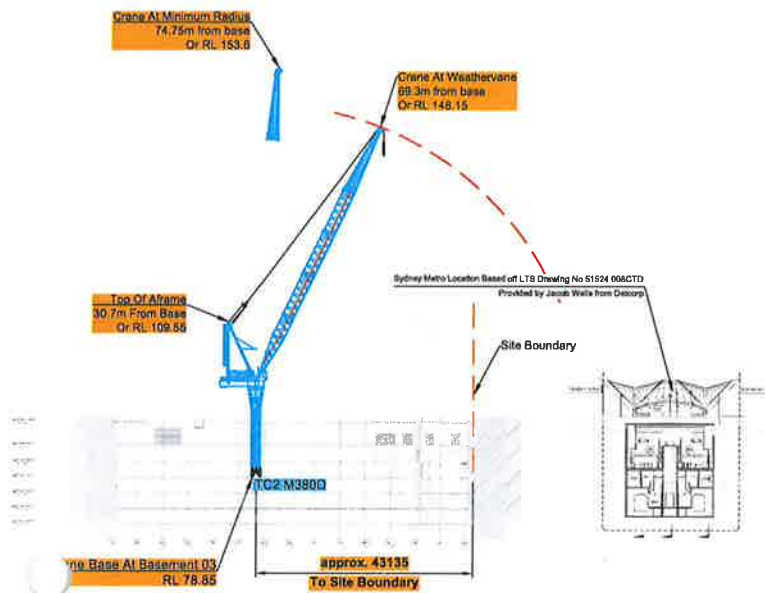 Crane At Minimum Radius
74.75m from base
Or RL 153.6
Crane At Weathervane
69.3m from base
Or RL 148.15
Sydney Metro Location Based off LTS Drawing No 51524 008CTD
Provided by Jacob Wells from Deicorp
Top Of Aframe
30.7m From Base
Or RL 109.55
Site Boundary
TC2 M380D
Base At Basement 03
RL 78.85
approx. 43135
To Site Boundary